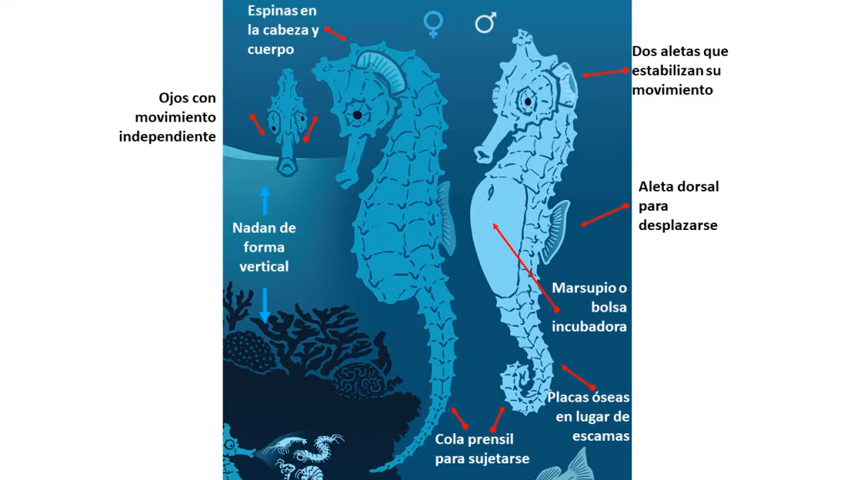 Espinas en
la cabeza y
cuerpo
♀
♂
Dos aletas que
estabilizan su
movimiento
Ojos con
movimiento
independiente
Aleta dorsal
para
desplazarse
Nadan de
forma
vertical
Marsupio o
bolsa
incubadora
Placas óseas
en lugar de
escamas
Cola prensil
para sujetarse